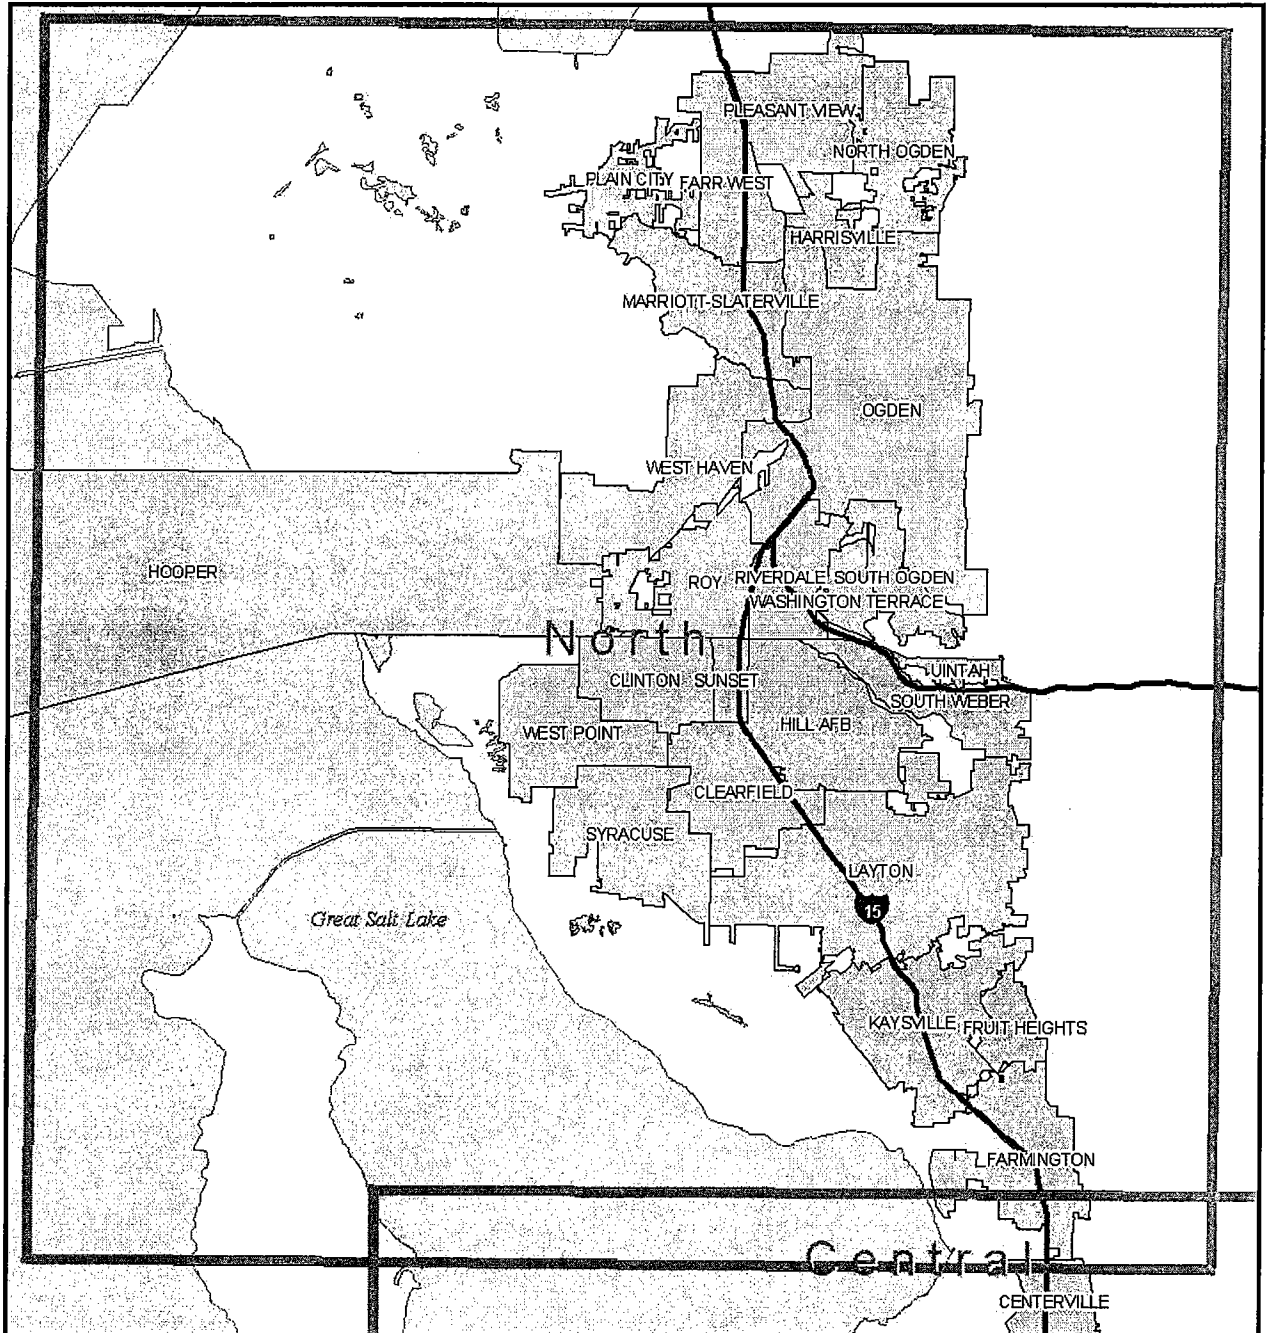 PLEASANT VIEW
NORTH OGDEN
PLAIN CITY
FARR WEST
HARRISVILLE
MARRIOTT-SLATERVILLE
OGDEN
WEST HAVEN
HOOPER
ROY
RIVERDALE
SOUTH OGDEN
WASHINGTON TERRACE
North
UINTAH
CLINTON
SUNSET
SOUTH WEBER
HILL AFB
WEST POINT
CLEARFIELD
SYRACUSE
LAYTON
15
Great Salt Lake
KAYSVILLE
FRUIT HEIGHTS
FARMINGTON
Central
CENTERVILLE